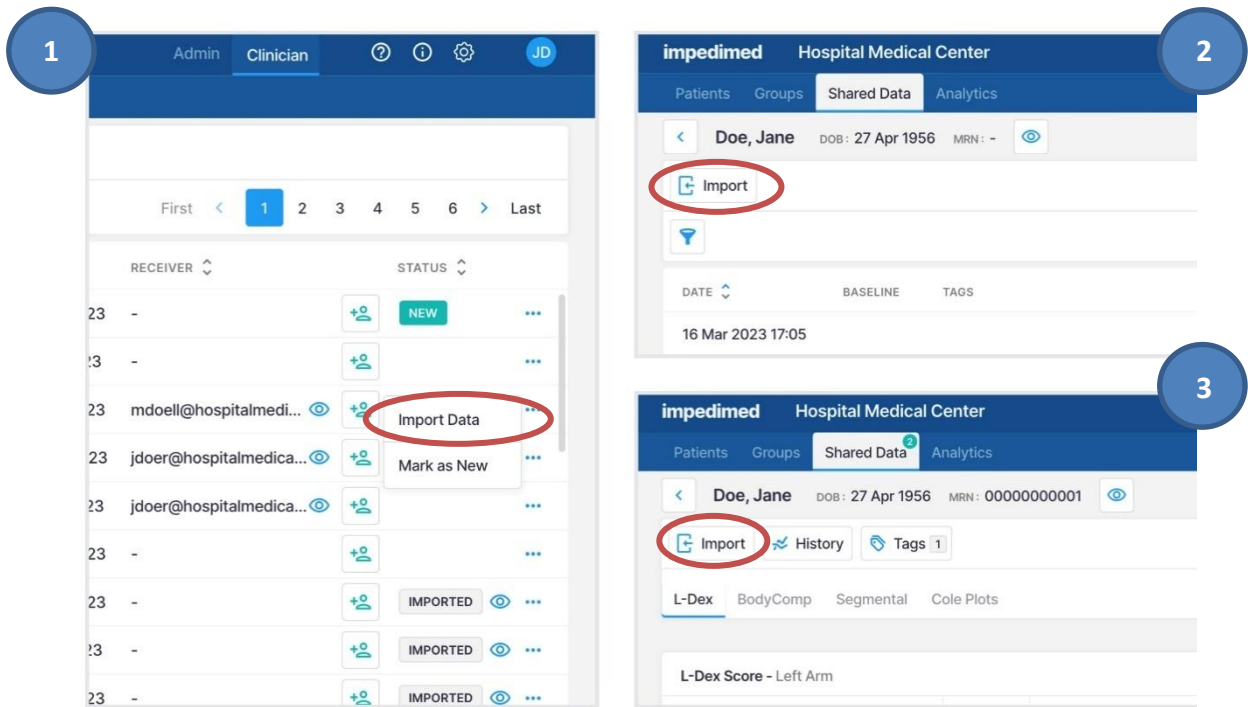 1
Admin Clinician JD
First 1 2 3 4 5 6 Last
RECEIVER STATUS
23 - NEW
:3 -
23 mdoell@hospitalmedi... Import Data
23 jdoer@hospitalmedica... Mark as New
23 jdoer@hospitalmedica...
23 -
23 - IMPORTED
23 - IMPORTED
23 - IMPORTED
2
impedimed Hospital Medical Center
Patients Groups Shared Data Analytics
Doe, Jane DOB: 27 Apr 1956 MRN: -
Import
DATE BASELINE TAGS
16 Mar 2023 17:05
3
impedimed Hospital Medical Center
Patients Groups Shared Data 2 Analytics
Doe, Jane DOB: 27 Apr 1956 MRN: 00000000001
Import History Tags 1
L-Dex BodyComp Segmental Cole Plots
L-Dex Score - Left Arm